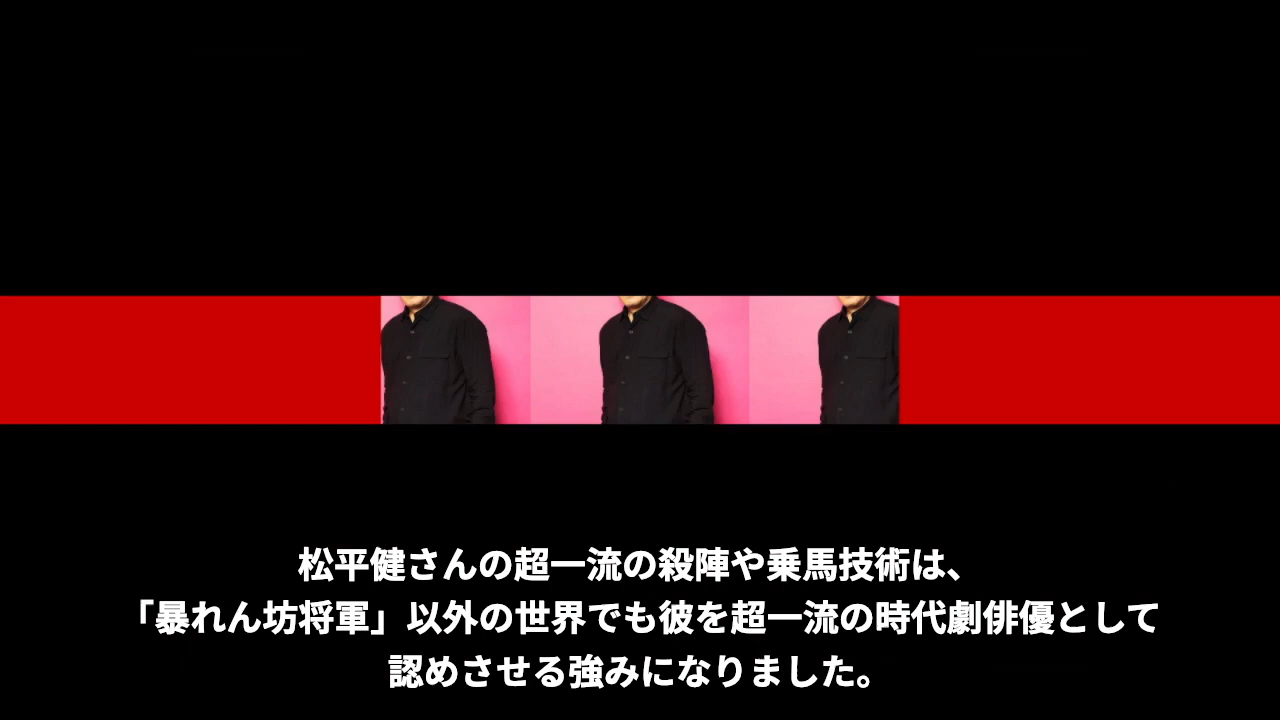 松平健さんの超一流の殺陣や乗馬技術は、
「暴れん坊将軍」以外の世界でも彼を超一流の時代劇俳優として
認めさせる強みになりました。